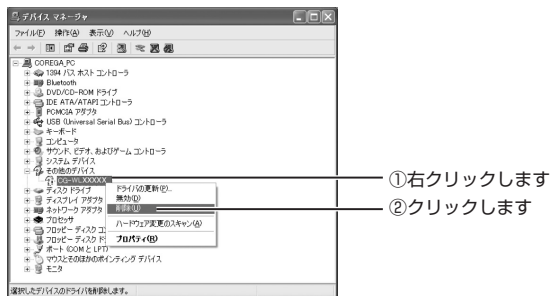 デバイス マネージャ
ファイル(F) 操作(A) 表示(V) ヘルプ(H)
COREGA_PC
1394 バス ホスト コントローラ
Bluetooth
DVD/CD-ROM ドライブ
IDE ATA/ATAPI コントローラ
PCMCIA アダプタ
USB (Universal Serial Bus) コントローラ
キーボード
コンピュータ
サウンド、ビデオ、およびゲーム コントローラ
システム デバイス
その他のデバイス
CG-WLXXXXX
ディスク ドライブ
ディスプレイ アダプタ
ネットワーク アダプタ
プロセッサ
フロッピー ディスク コ
フロッピー ディスク ド
ポート (COM と LPT)
マウスとそのほかのポインティング デバイス
モニタ
ドライバの更新(P)...
無効(D)
削除(U)
ハードウェア変更のスキャン(A)
プロパティ(R)
選択したデバイスのドライバを削除します。
①右クリックします
②クリックします